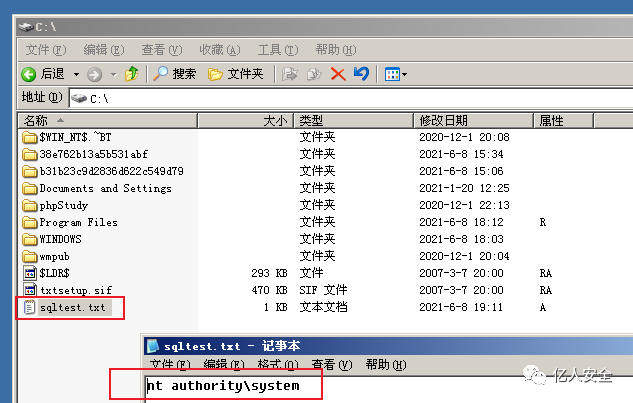 C:\
文件(F) 编辑(E) 查看(V) 收藏(A) 工具(T) 帮助(H)
后退 搜索 文件夹
地址(D) C:\
名称 大小 类型 修改日期 属性
$WIN_NT$.~BT 文件夹 2020-12-1 20:08
38e762b13a5b531abf 文件夹 2021-6-8 15:34
b31b23c9d2836d622c549d79 文件夹 2021-6-8 15:06
Documents and Settings 文件夹 2021-1-20 12:25
phpStudy 文件夹 2020-12-1 22:13
Program Files 文件夹 2021-6-8 18:12 R
WINDOWS 文件夹 2021-6-8 18:03
wmpub 文件夹 2020-12-1 20:04
$LDR$ 293 KB 文件 2007-3-7 20:00 RA
txtsetup.sif 470 KB SIF 文件 2007-3-7 20:00 RA
sqltest.txt 1 KB 文本文档 2021-6-8 19:11 A
sqltest.txt - 记事本
文件(F) 编辑(E) 格式(O) 查看(V) 帮助(H)
nt authority\system
亿人安全